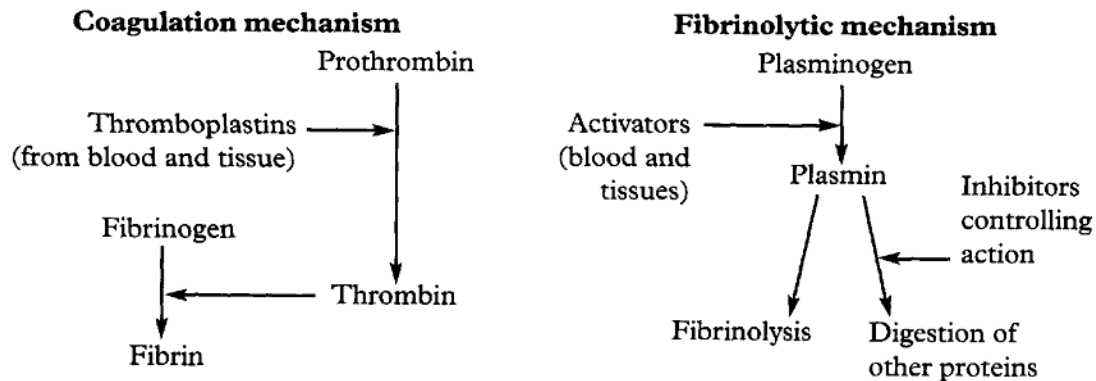 Coagulation mechanism
Prothrombin
Thromboplastins
(from blood and tissue)
Fibrinogen
Thrombin
Fibrin
Fibrinolytic mechanism
Plasminogen
Activators
(blood and
tissues)
Plasmin
Inhibitors
controlling
action
Fibrinolysis
Digestion of
other proteins